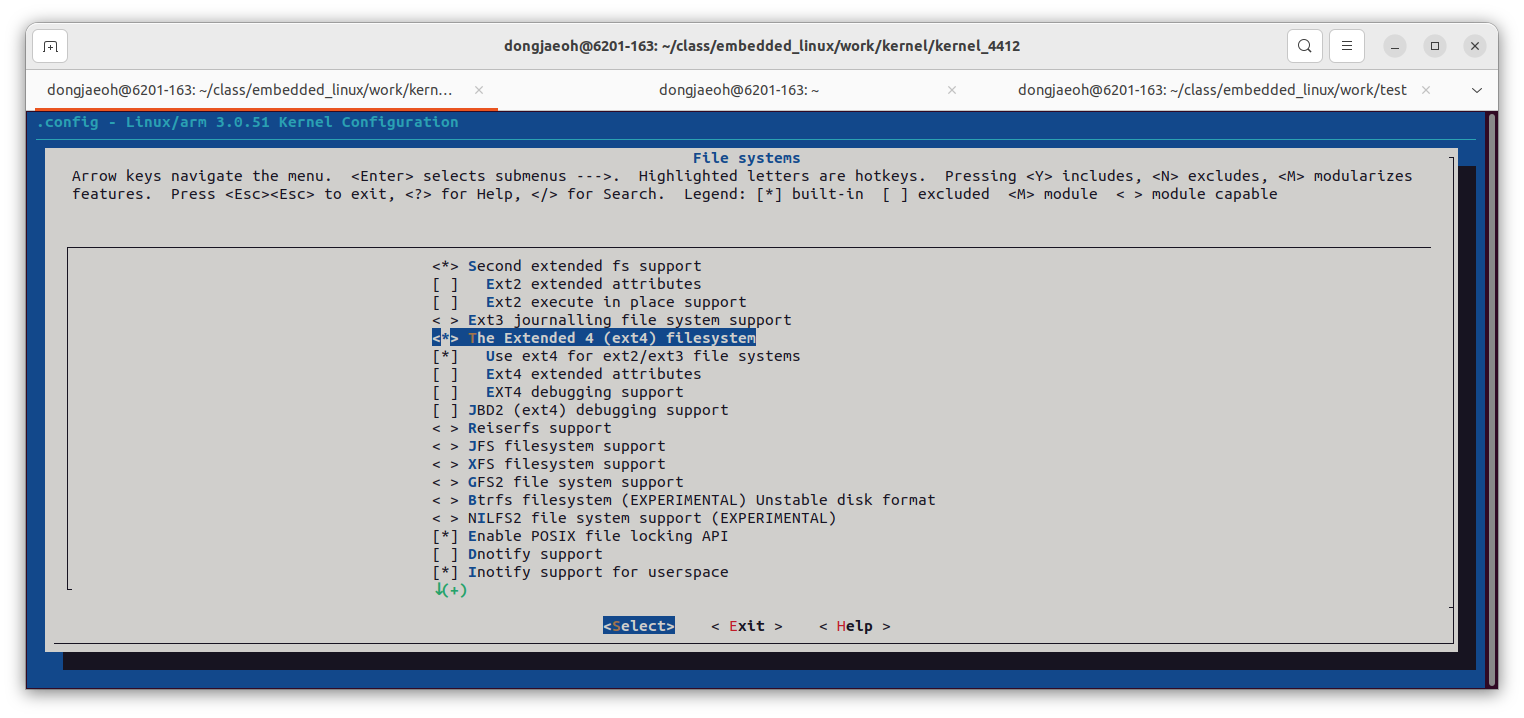 dongjaeoh@6201-163: ~/class/embedded_linux/work/kernel/kernel_4412
dongjaeoh@6201-163: ~/class/embedded_linux/work/kern...
dongjaeoh@6201-163: ~
dongjaeoh@6201-163: ~/class/embedded_linux/work/test
.config - Linux/arm 3.0.51 Kernel Configuration
File systems
Arrow keys navigate the menu.  <Enter> selects submenus --->.  Highlighted letters are hotkeys.  Pressing <Y> includes, <N> excludes, <M> modularizes
features.  Press <Esc><Esc> to exit, <?> for Help, </> for Search.  Legend: [*] built-in  [ ] excluded  <M> module  < > module capable
<*> Second extended fs support
[ ]   Ext2 extended attributes
[ ]   Ext2 execute in place support
< > Ext3 journalling file system support
<*> The Extended 4 (ext4) filesystem
[*]   Use ext4 for ext2/ext3 file systems
[ ]   Ext4 extended attributes
[ ]   EXT4 debugging support
[ ] JBD2 (ext4) debugging support
< > Reiserfs support
< > JFS filesystem support
< > XFS filesystem support
< > GFS2 file system support
< > Btrfs filesystem (EXPERIMENTAL) Unstable disk format
< > NILFS2 file system support (EXPERIMENTAL)
[*] Enable POSIX file locking API
[ ] Dnotify support
[*] Inotify support for userspace
↓(+)
<Select>    < Exit >    < Help >